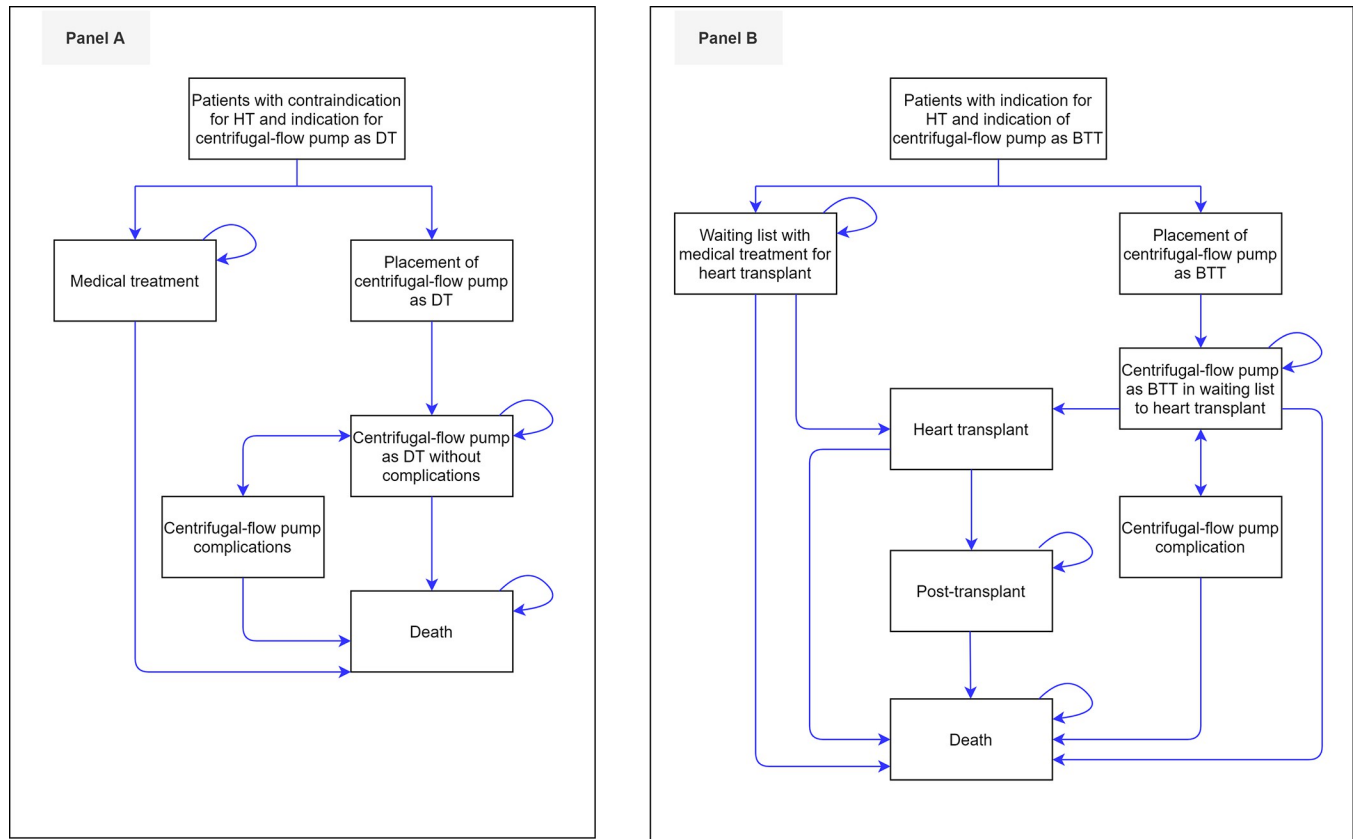 Panel A
Patients with contraindication
for HT and indication for
centrifugal-flow pump as DT
Medical treatment
Placement of
centrifugal-flow pump
as DT
Centrifugal-flow pump
as DT without
complications
Centrifugal-flow pump
complications
Death
Panel B
Patients with indication for
HT and indication of
centrifugal-flow pump as BTT
Waiting list with
medical treatment for
heart transplant
Placement of
centrifugal-flow pump
as BTT
Centrifugal-flow pump
as BTT in waiting list
to heart transplant
Heart transplant
Centrifugal-flow pump
complication
Post-transplant
Death